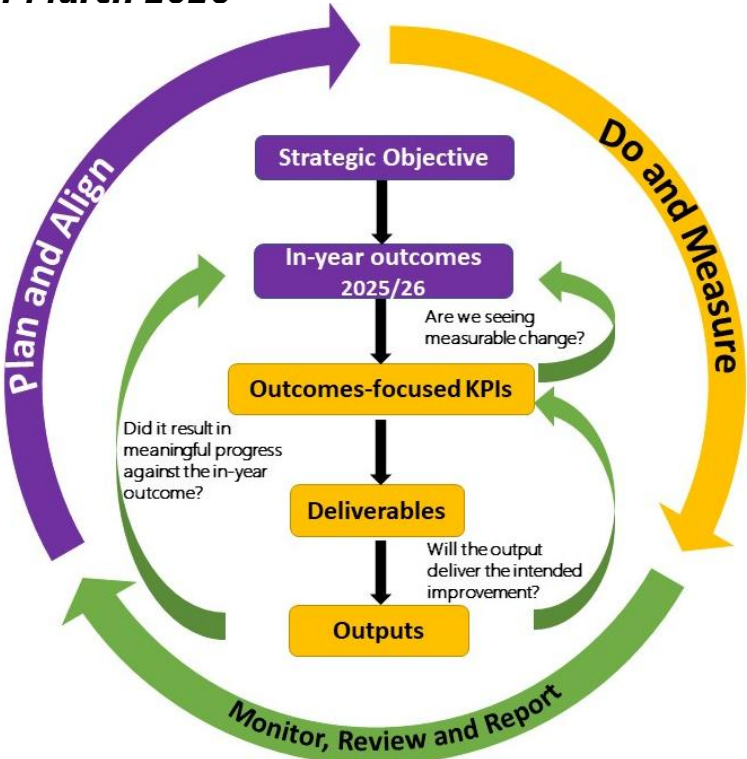 March 2026
Plan and Align
Do and Measure
Strategic Objective
In-year outcomes
2025/26
Are we seeing
measurable change?
Outcomes-focused KPIs
Did it result in
meaningful progress
against the in-year
outcome?
Deliverables
Will the output
deliver the intended
improvement?
Outputs
Monitor, Review and Report